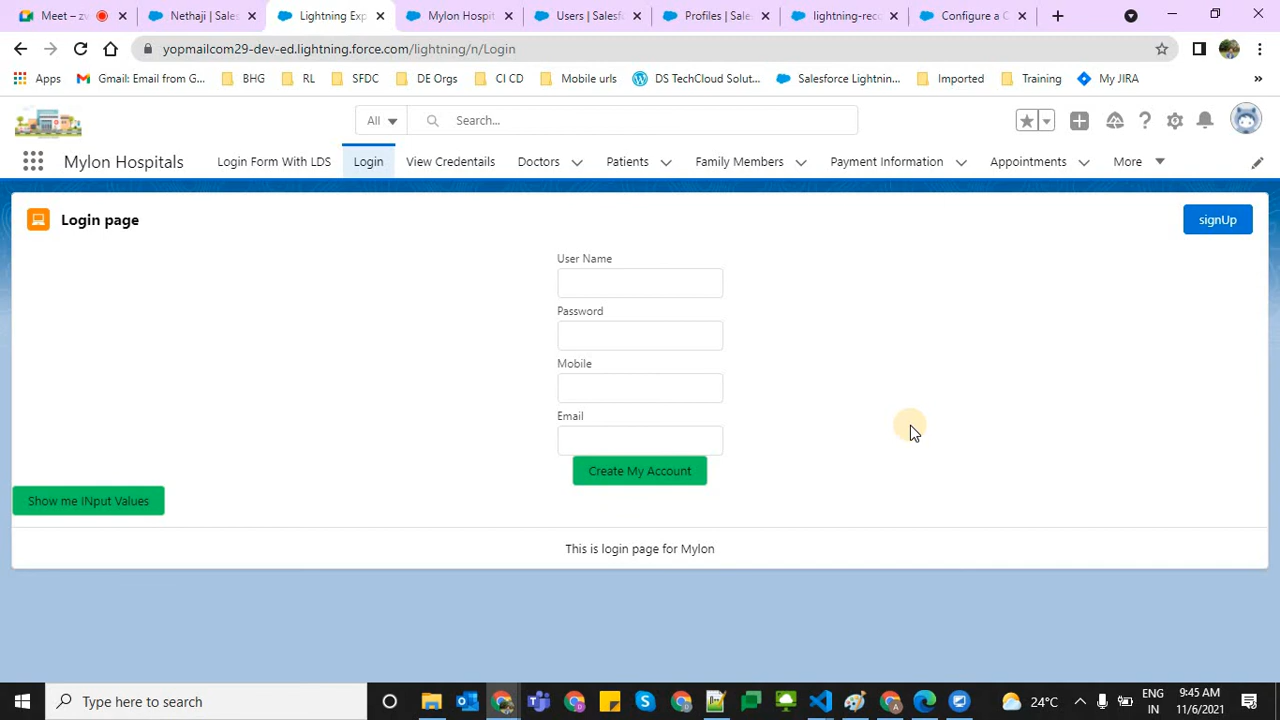 Meet – zw
Nethaji | Sales
Lightning Exp
Mylon Hospit
Users | Salesfo
Profiles | Sale
lightning-reco
Configure a C
yopmailcom29-dev-ed.lightning.force.com/lightning/n/Login
Apps
Gmail: Email from G...
BHG
RL
SFDC
DE Orgs
CI CD
Mobile urls
DS TechCloud Solut...
Salesforce Lightnin...
Imported
Training
My JIRA
»
All
Search...
Mylon Hospitals
Login Form With LDS
Login
View Credentails
Doctors
Patients
Family Members
Payment Information
Appointments
More
Login page
signUp
User Name
Password
Mobile
Email
Create My Account
Show me INput Values
This is login page for Mylon
Type here to search
24°C
ENG
IN
9:45 AM
11/6/2021